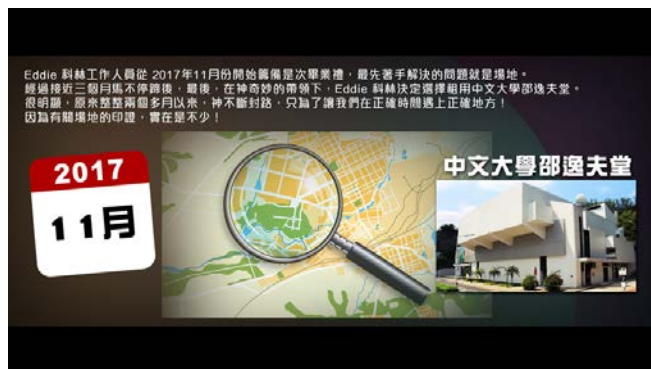 Eddie 科林工作人員從 2017年11月份開始籌備是次畢業禮，最先著手解決的問題就是場地。
經過接近三個月馬不停蹄後，最後，在神奇妙的帶領下，Eddie 科林決定選擇租用中文大學邵逸夫堂。
很明顯，原來整整兩個多月以來，神不斷封路，只為了讓我們在正確時間遇上正確地方！
因為有關場地的印證，實在是不少！
2017
11月
中文大學邵逸夫堂